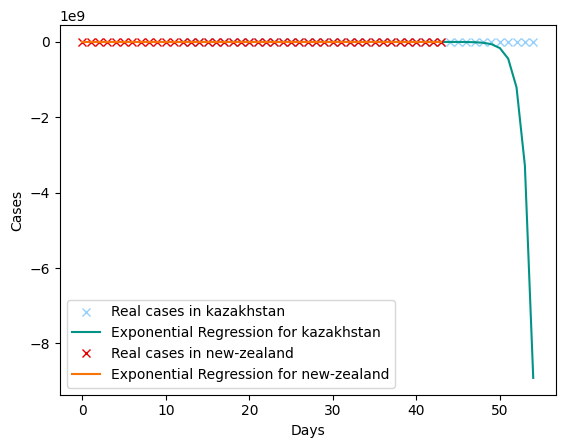 1e9
0
−2
−4
−6
−8
Cases
Real cases in kazakhstan
Exponential Regression for kazakhstan
Real cases in new-zealand
Exponential Regression for new-zealand
0 10 20 30 40 50
Days